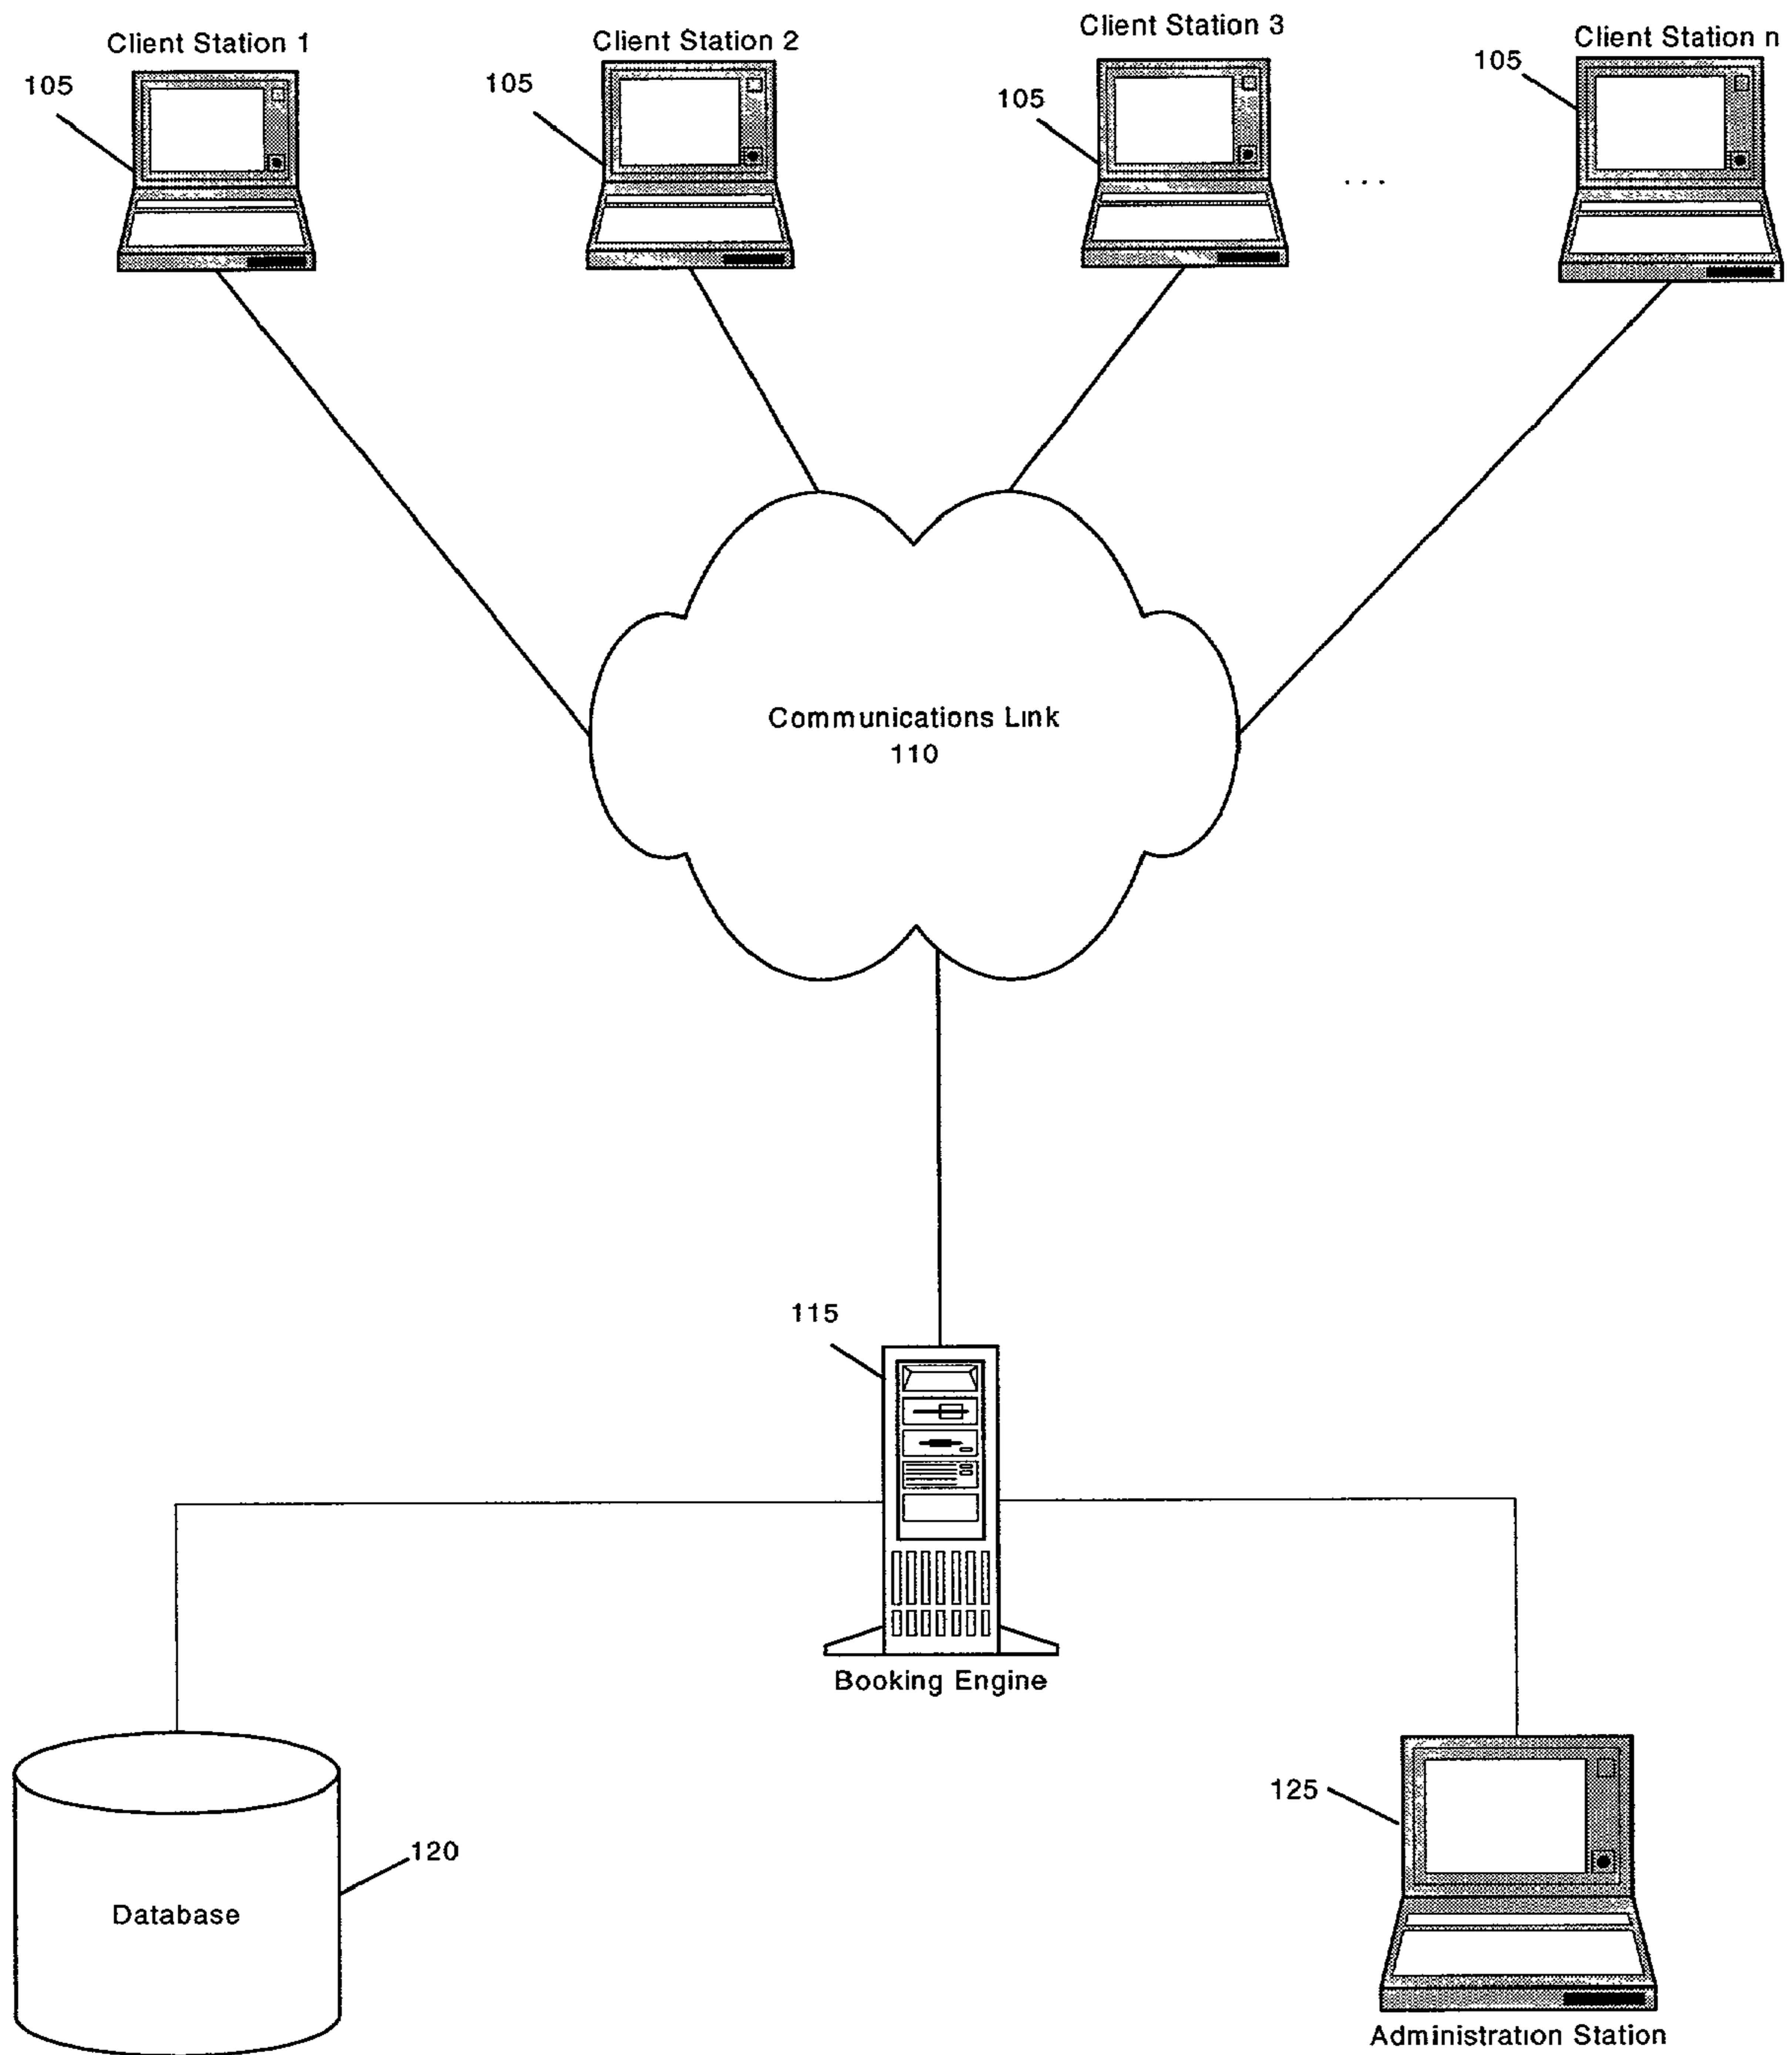 Client Station 1
Client Station 2
Client Station 3
Client Station n
105
105
105
105
...
Communications Link
110
115
Booking Engine
120
Database
125
Administration Station